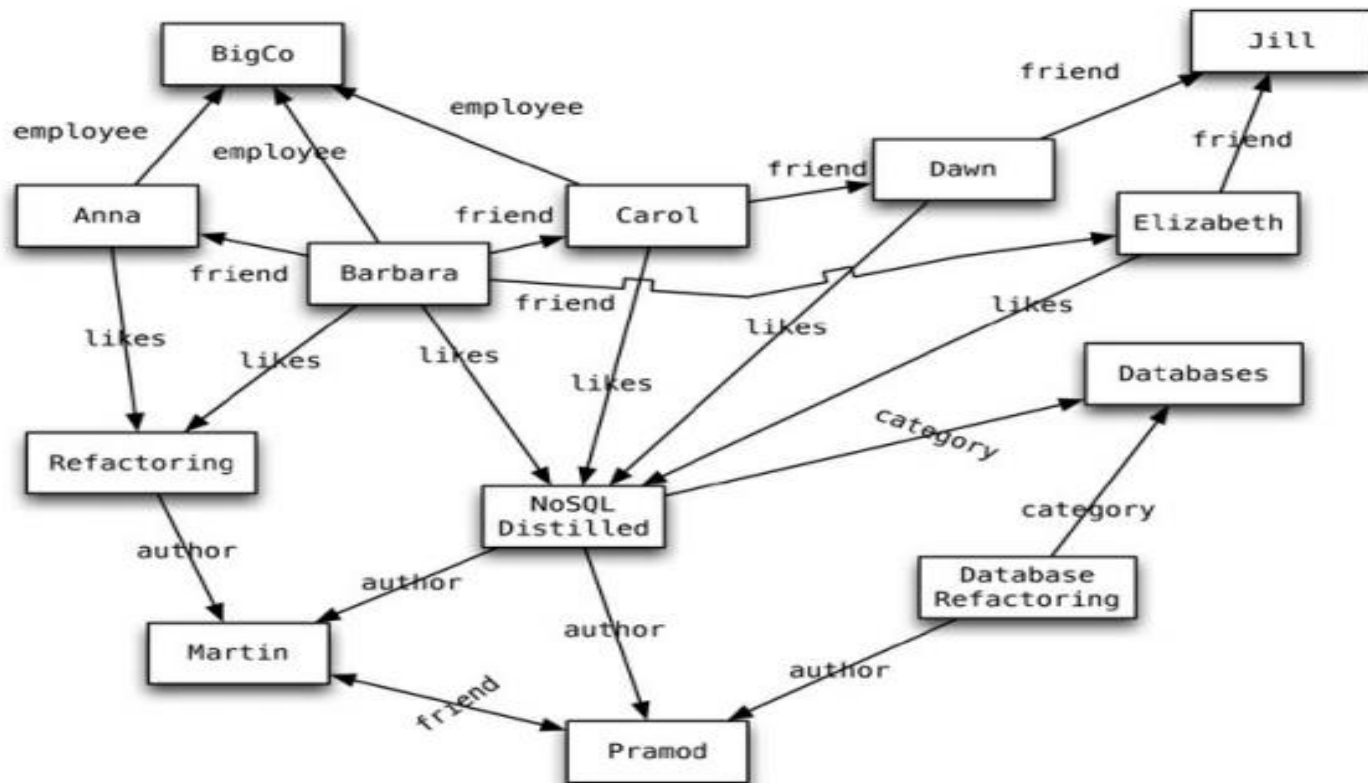 BigCo
Jill
friend
employee
employee
employee
friend
friend
Dawn
Anna
friend
Carol
Elizabeth
friend
Barbara
friend
likes
likes
likes
likes
likes
likes
Databases
category
Refactoring
NoSQL
Distilled
category
author
author
Database
Refactoring
author
Martin
author
friend
Pramod